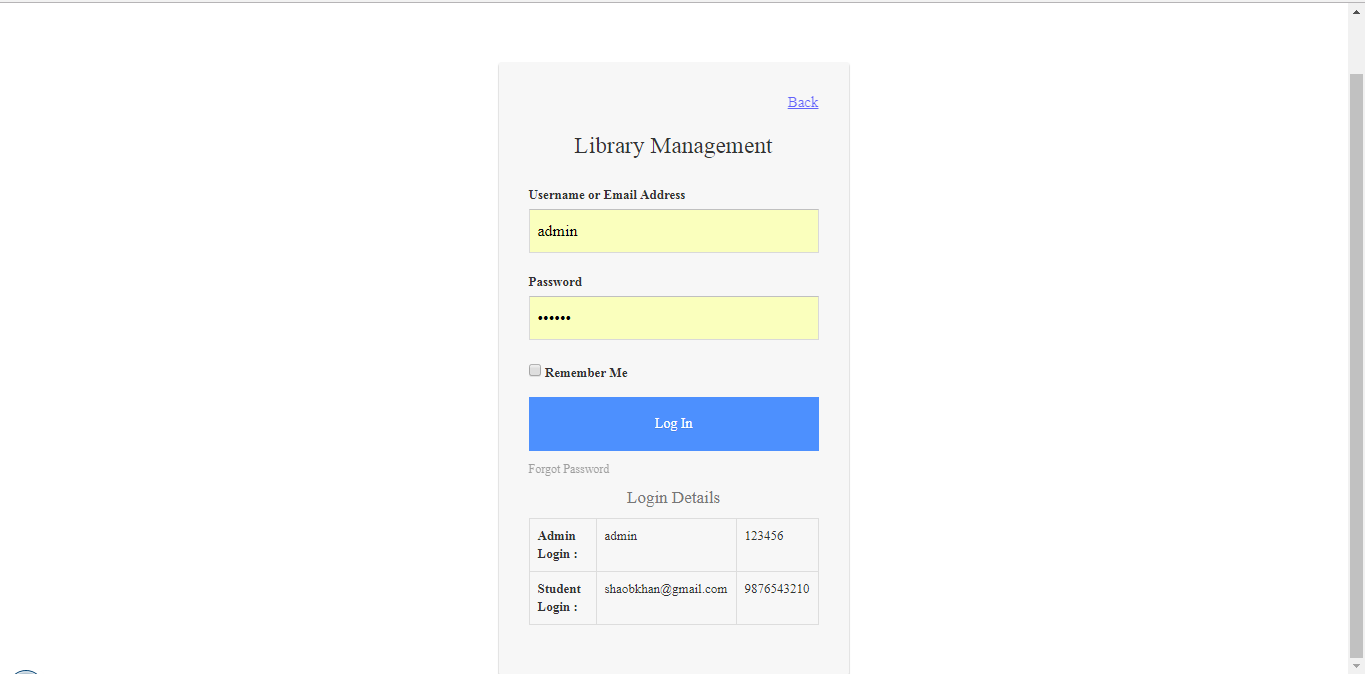 Back
Library Management
Username or Email Address
admin
Password
••••••
Remember Me
Log In
Forgot Password
Login Details
Admin Login : admin 123456
Student Login : shaobkhan@gmail.com 9876543210